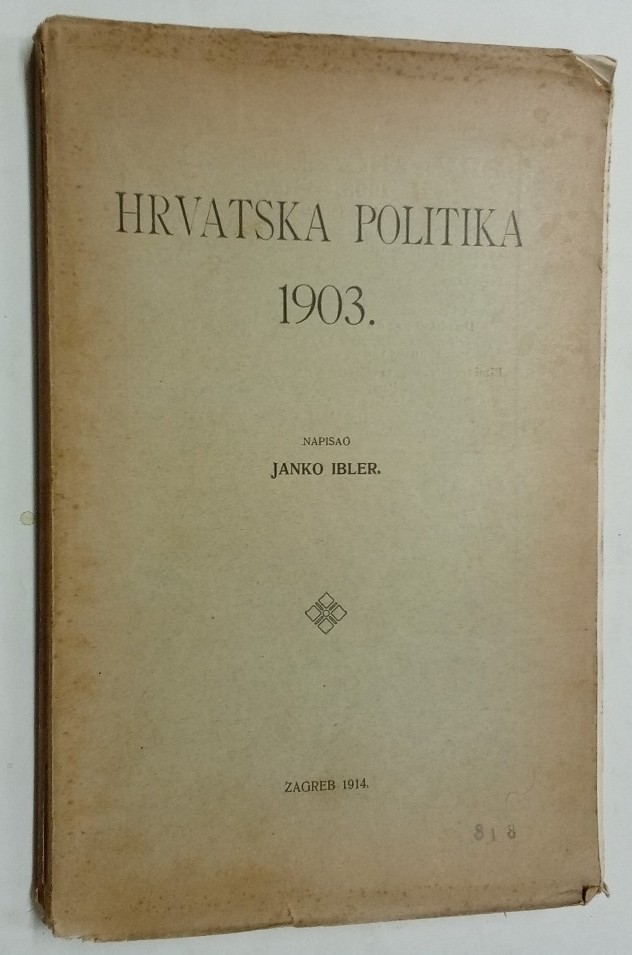 HRVATSKA POLITIKA
1903.
NAPISAO
JANKO IBLER.
ZAGREB 1914.
818